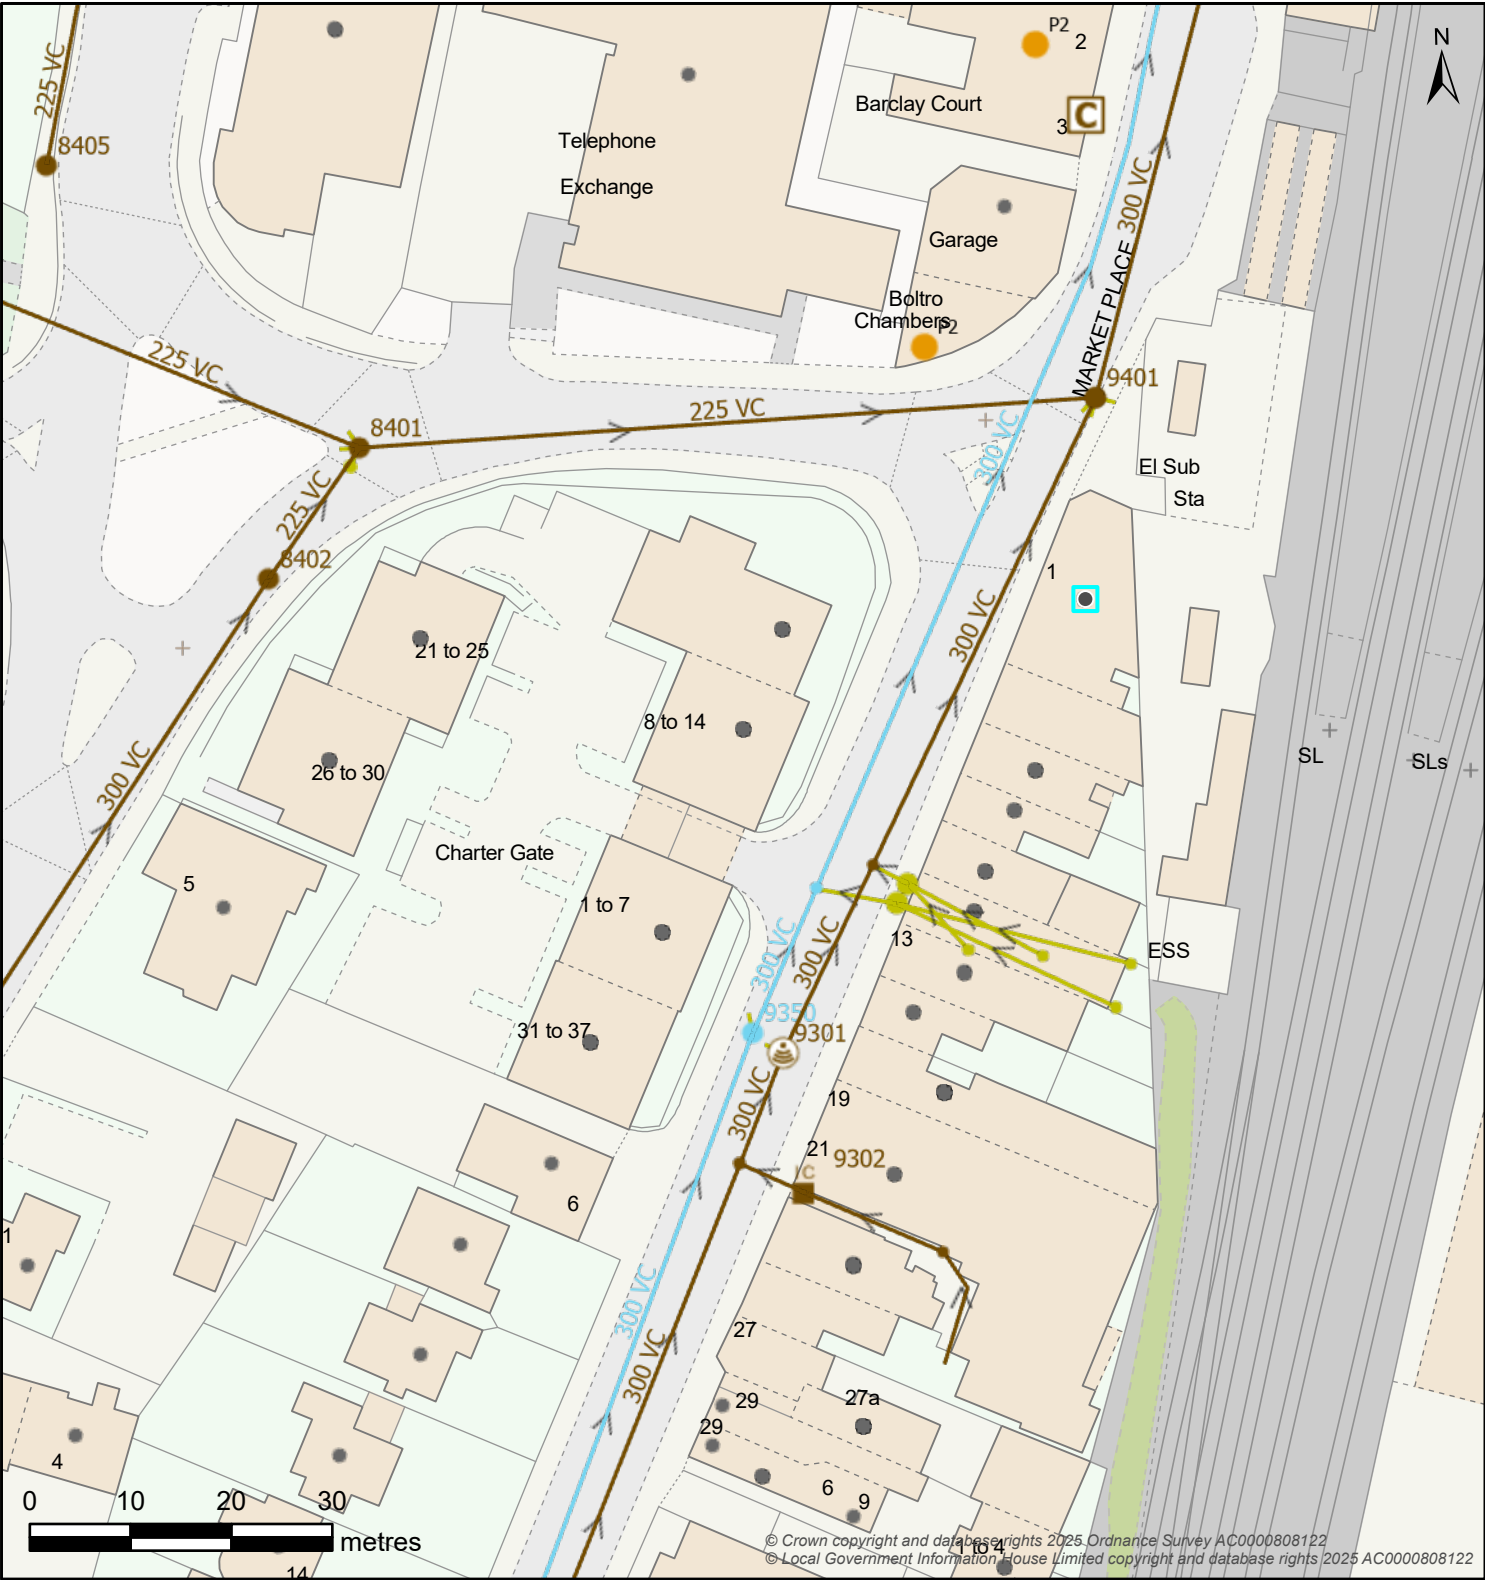 225 VC
8405
P2
2
N
Barclay Court
C
3
Telephone
Exchange
300 VC
Garage
Boltro
Chambers
P2
MARKET PLACE
225 VC
9401
225 VC
8401
300 VC
El Sub
Sta
225 VC
8402
1
300 VC
21 to 25
8 to 14
26 to 30
300 VC
SL
SLs
Charter Gate
5
1 to 7
13
300 VC
300 VC
ESS
9350
31 to 37
9301
300 VC
19
21
9302
IC
6
1
300 VC
27
300 VC
29
27a
29
4
6
9
0 10 20 30
metres
14
1 to 4
© Crown copyright and database rights 2025 Ordnance Survey AC0000808122
© Local Government Information House Limited copyright and database rights 2025 AC0000808122